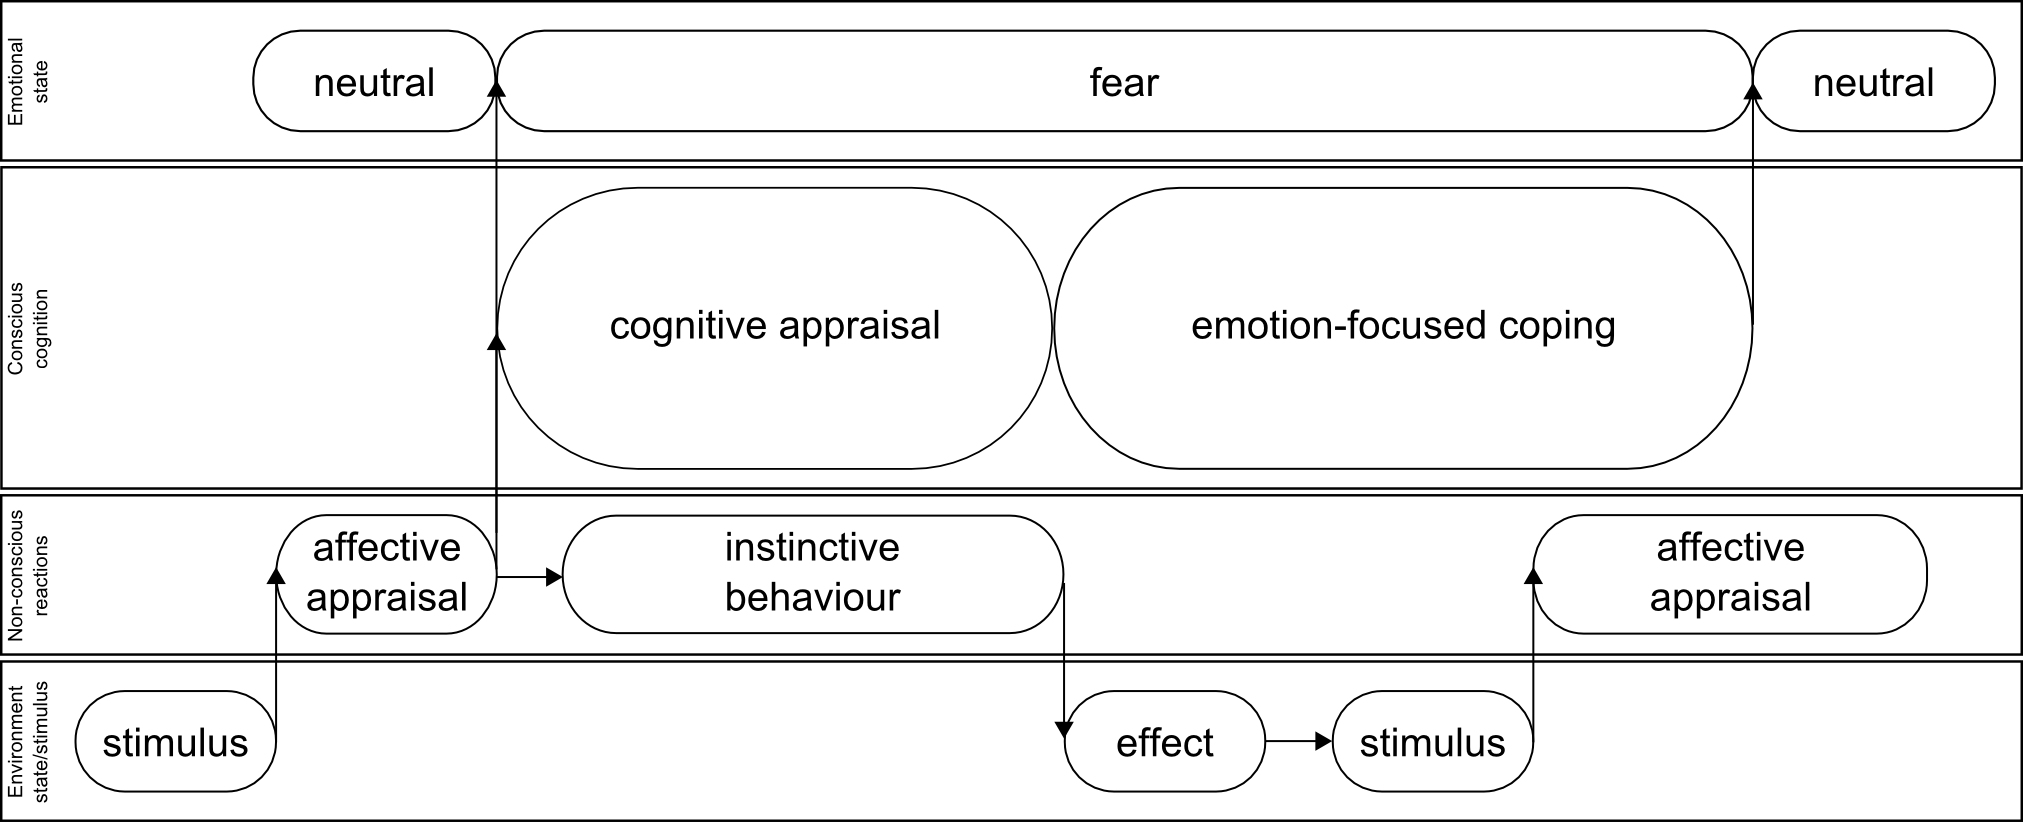 Emotional
state
neutral
fear
neutral
Conscious
cognition
cognitive appraisal
emotion-focused coping
Non-conscious
reactions
affective
appraisal
instinctive
behaviour
affective
appraisal
Environment
state/stimulus
stimulus
effect
stimulus